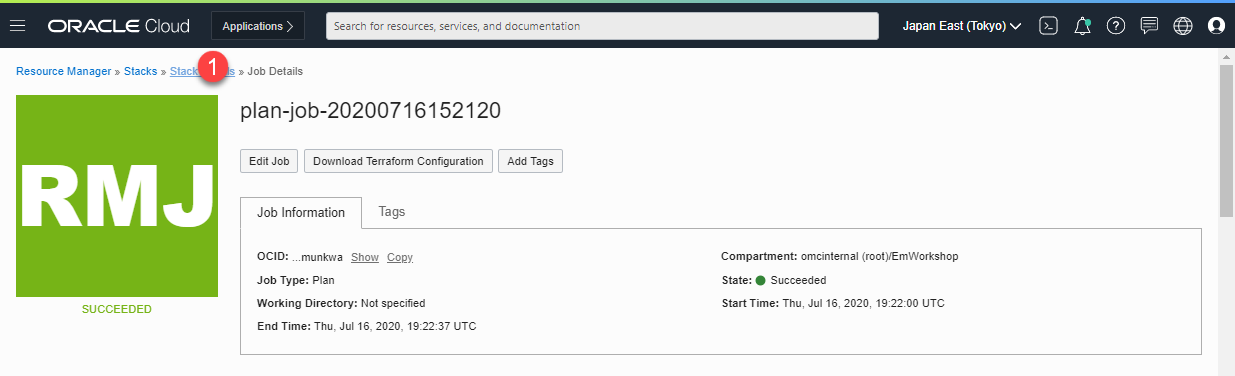 ORACLE Cloud Applications > Search for resources, services, and documentation Japan East (Tokyo)
1
Resource Manager » Stacks » Stack » Job Details
plan-job-20200716152120
RMJ
Edit Job Download Terraform Configuration Add Tags
Job Information Tags
OCID: ...munkwa Show Copy Compartment: omcinternal (root)/EmWorkshop
Job Type: Plan State: Succeeded
Working Directory: Not specified Start Time: Thu, Jul 16, 2020, 19:22:00 UTC
SUCCEEDED
End Time: Thu, Jul 16, 2020, 19:22:37 UTC